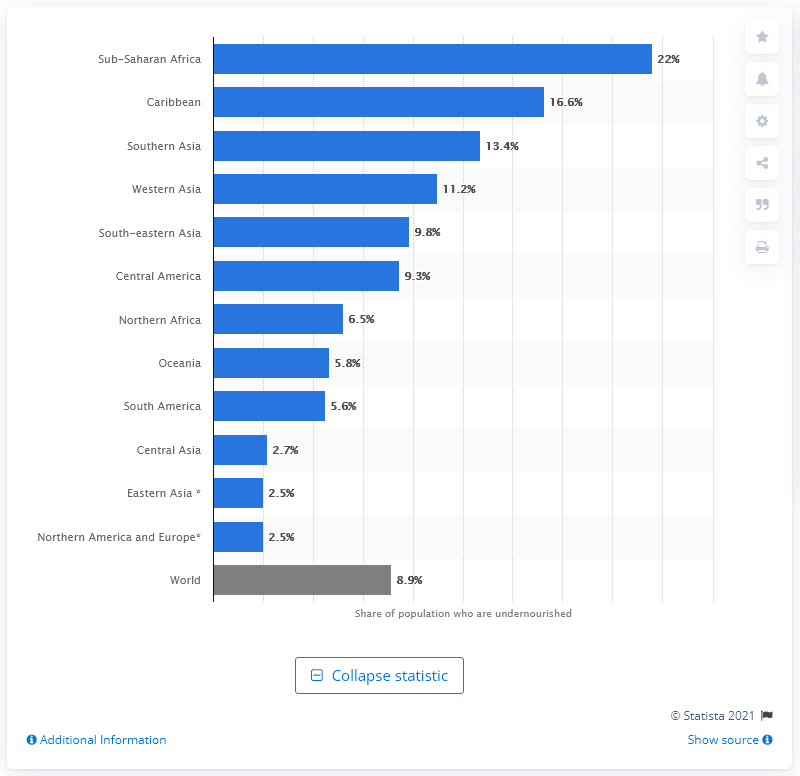 Sub-Saharan Africa 22%
Caribbean 16.6%
Southern Asia 13.4%
Western Asia 11.2%
South-eastern Asia 9.8%
Central America 9.3%
Northern Africa 6.5%
Oceania 5.8%
South America 5.6%
Central Asia 2.7%
Eastern Asia * 2.5%
Northern America and Europe* 2.5%
World 8.9%
Share of population who are undernourished
Collapse statistic
© Statista 2021
Additional Information Show source